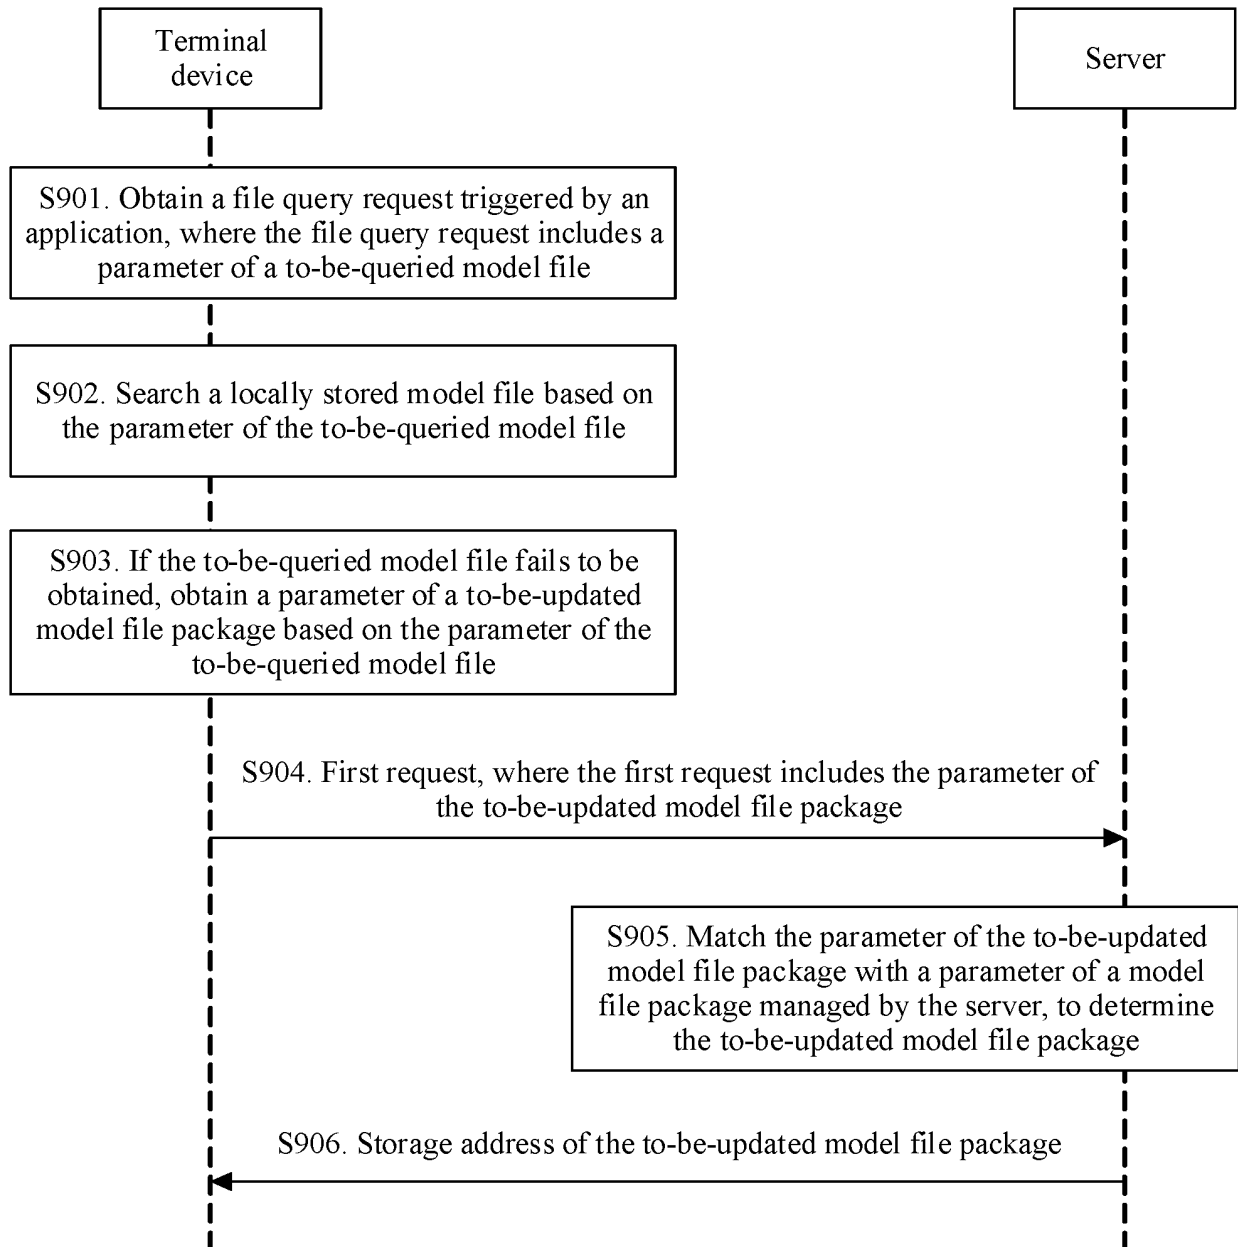 Terminal
device
Server
S901. Obtain a file query request triggered by an
application, where the file query request includes a
parameter of a to-be-queried model file
S902. Search a locally stored model file based on
the parameter of the to-be-queried model file
S903. If the to-be-queried model file fails to be
obtained, obtain a parameter of a to-be-updated
model file package based on the parameter of the
to-be-queried model file
S904. First request, where the first request includes the parameter of
the to-be-updated model file package
S905. Match the parameter of the to-be-updated
model file package with a parameter of a model
file package managed by the server, to determine
the to-be-updated model file package
S906. Storage address of the to-be-updated model file package